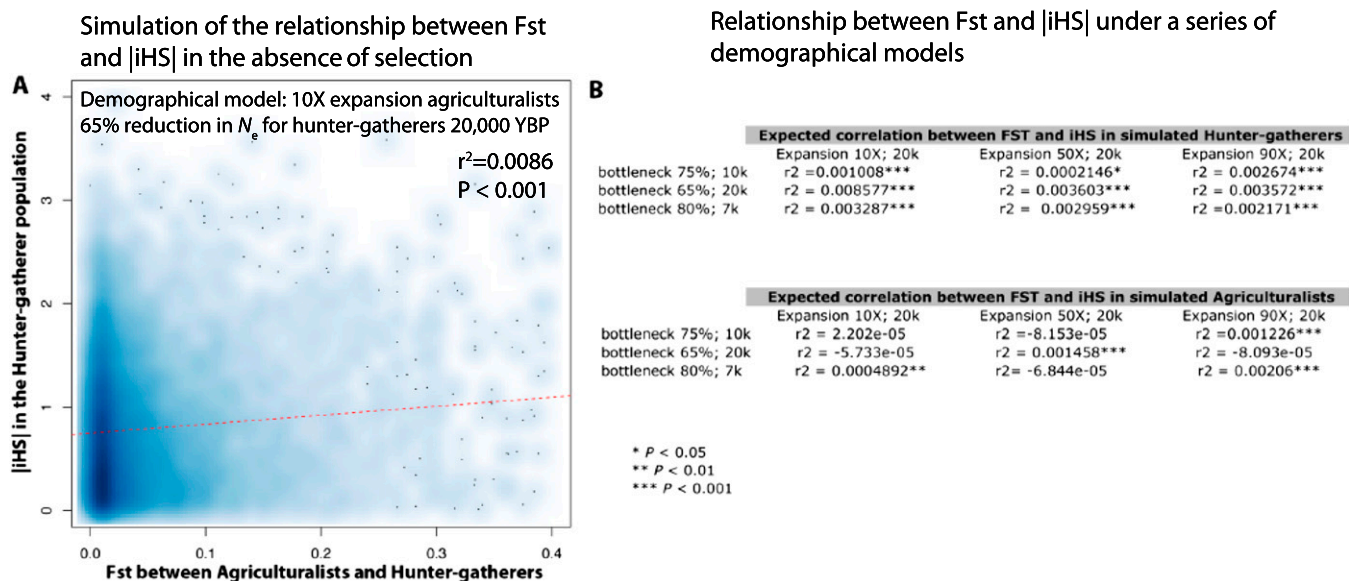 Simulation of the relationship between Fst
and |iHS| in the absence of selection
A
Demographical model: 10X expansion agriculturalists
65% reduction in Ne for hunter-gatherers 20,000 YBP
r²=0.0086
P < 0.001
|iHS| in the Hunter-gatherer population
4
3
2
1
0
0.0 0.1 0.2 0.3 0.4
Fst between Agriculturalists and Hunter-gatherers
Relationship between Fst and |iHS| under a series of
demographical models
B
Expected correlation between FST and iHS in simulated Hunter-gatherers
Expansion 10X; 20k Expansion 50X; 20k Expansion 90X; 20k
bottleneck 75%; 10k r2 =0.001008*** r2 = 0.0002146* r2 = 0.002674***
bottleneck 65%; 20k r2 = 0.008577*** r2 = 0.003603*** r2 = 0.003572***
bottleneck 80%; 7k r2 = 0.003287*** r2 = 0.002959*** r2 =0.002171***
Expected correlation between FST and iHS in simulated Agriculturalists
Expansion 10X; 20k Expansion 50X; 20k Expansion 90X; 20k
bottleneck 75%; 10k r2 = 2.202e-05 r2 =-8.153e-05 r2 =0.001226***
bottleneck 65%; 20k r2 = -5.733e-05 r2 = 0.001458*** r2 = -8.093e-05
bottleneck 80%; 7k r2 = 0.0004892** r2= -6.844e-05 r2 = 0.00206***
* P < 0.05
** P < 0.01
*** P < 0.001